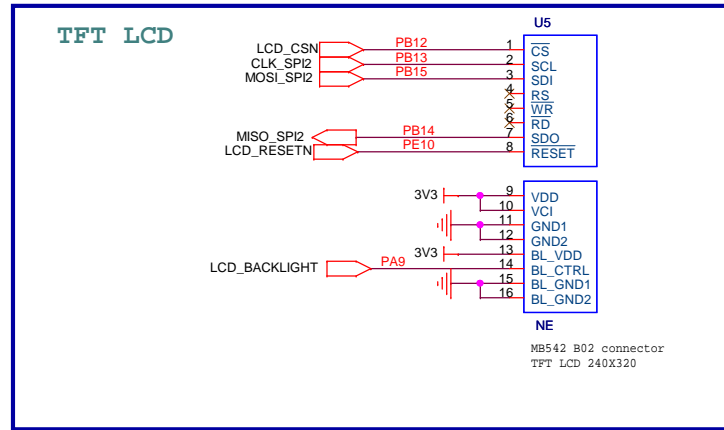 TFT LCD
U5
LCD_CSN PB12 1 CS
CLK_SPI2 PB13 2 SCL
MOSI_SPI2 PB15 3 SDI
4 RS
5 WR
6 RD
MISO_SPI2 PB14 7 SDO
LCD_RESETN PE10 8 RESET
3V3 9 VDD
10 VCI
11 GND1
12 GND2
3V3 13 BL_VDD
LCD_BACKLIGHT PA9 14 BL_CTRL
15 BL_GND1
16 BL_GND2
NE
MB542 B02 connector
TFT LCD 240X320